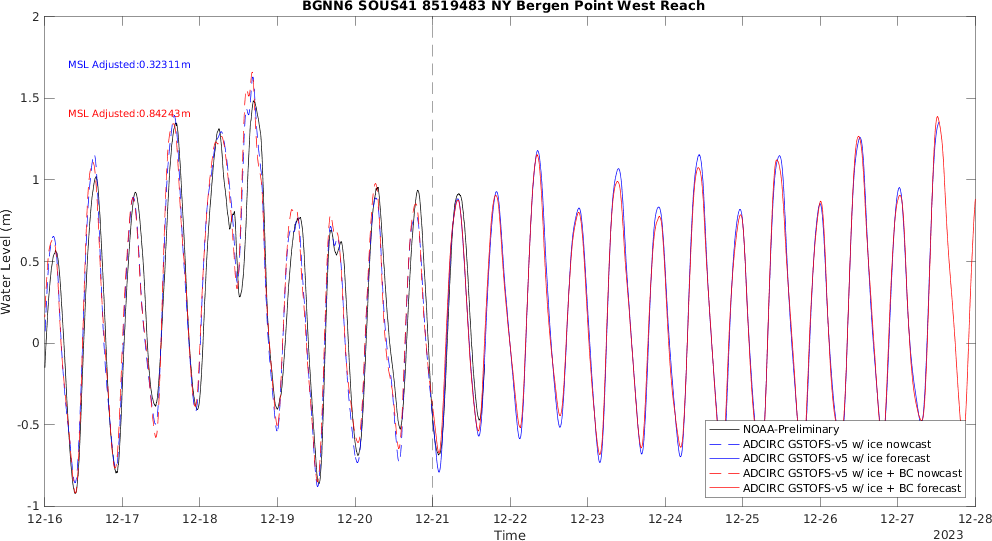 BGNN6 SOUS41 8519483 NY Bergen Point West Reach
2
MSL Adjusted:0.32311m
1.5
MSL Adjusted:0.84243m
1
Water Level (m)
0.5
0
-0.5
-1
NOAA-Preliminary
ADCIRC GSTOFS-v5 w/ ice nowcast
ADCIRC GSTOFS-v5 w/ ice forecast
ADCIRC GSTOFS-v5 w/ ice + BC nowcast
ADCIRC GSTOFS-v5 w/ ice + BC forecast
12-16 12-17 12-18 12-19 12-20 12-21 12-22 12-23 12-24 12-25 12-26 12-27 12-28
Time
2023